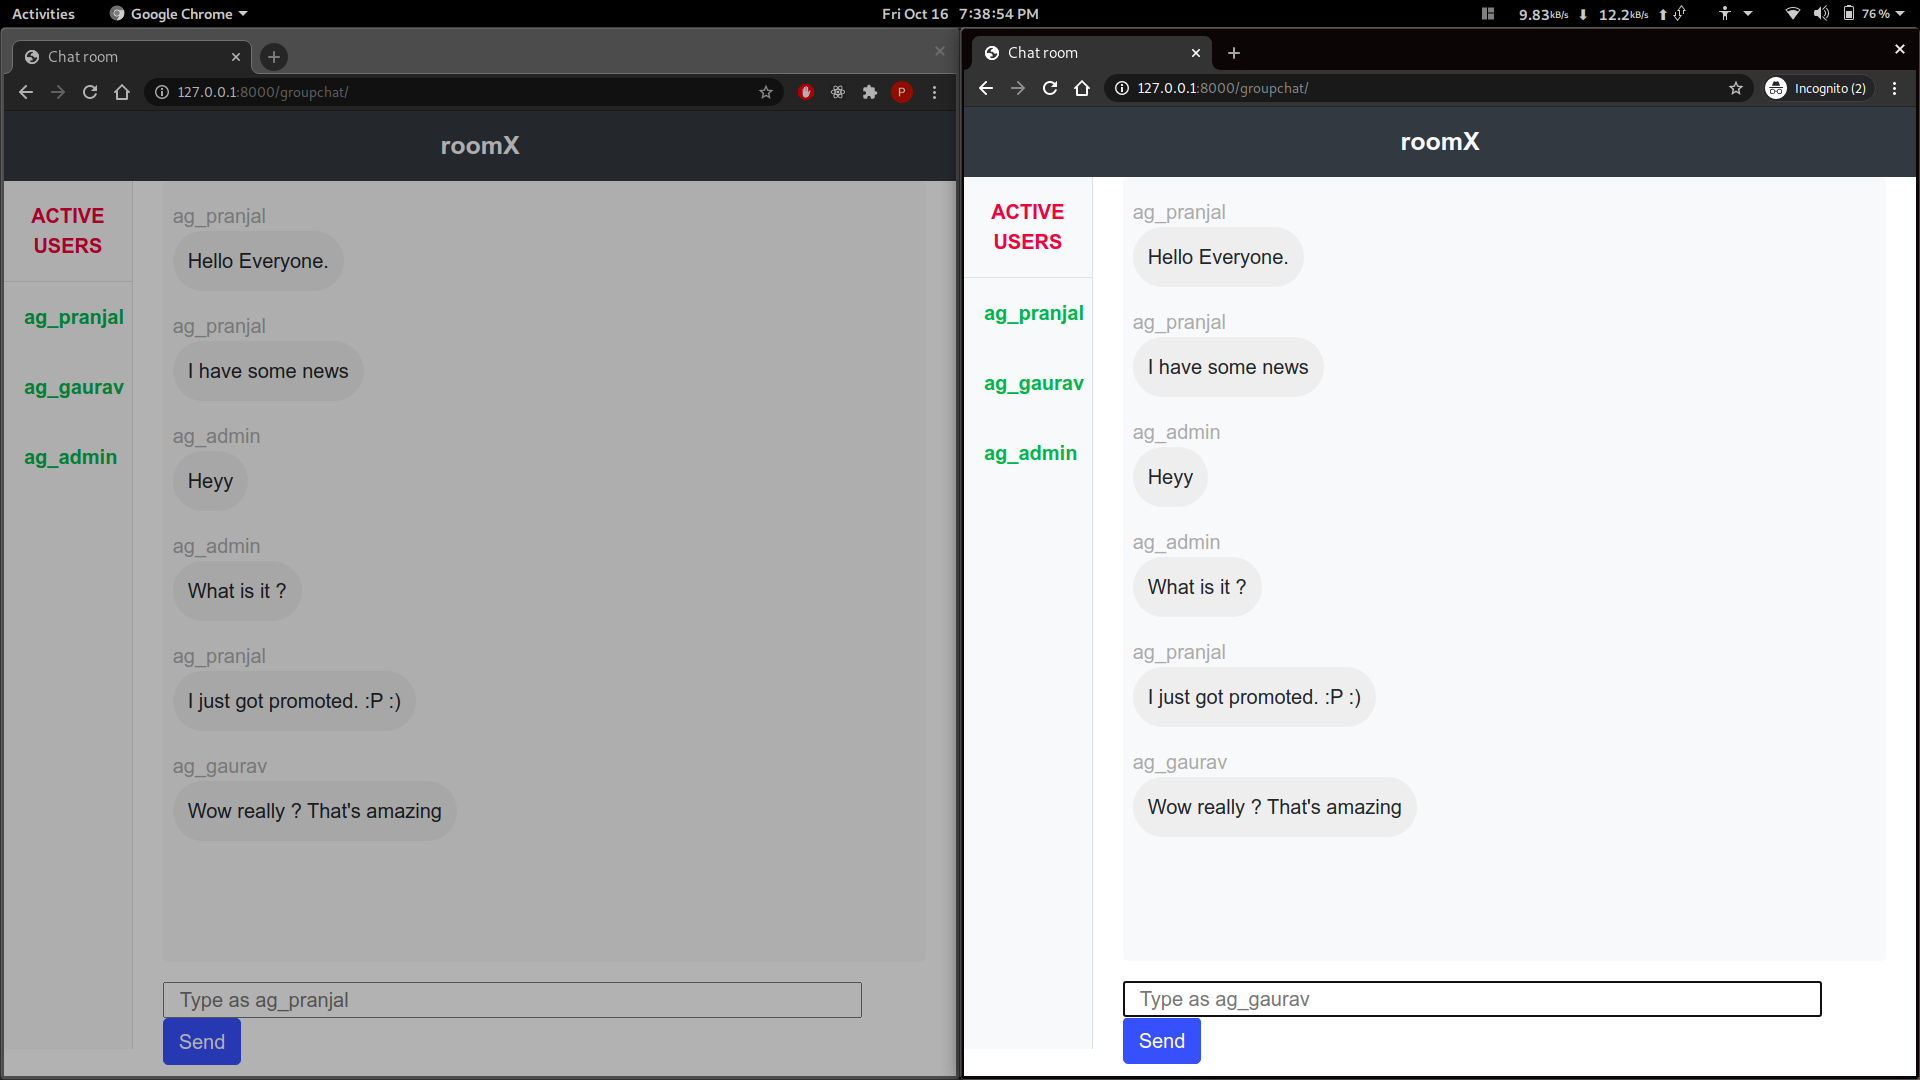 Activities Google Chrome Fri Oct 16 7:38:54 PM 9.83kB/s 12.2kB/s 76%
Chat room
127.0.0.1:8000/groupchat/ P
roomX
ACTIVE
USERS
ag_pranjal
ag_gaurav
ag_admin
ag_pranjal
Hello Everyone.
ag_pranjal
I have some news
ag_admin
Heyy
ag_admin
What is it ?
ag_pranjal
I just got promoted. :P :)
ag_gaurav
Wow really ? That's amazing
Type as ag_pranjal
Send
Chat room
127.0.0.1:8000/groupchat/ Incognito (2)
roomX
ACTIVE
USERS
ag_pranjal
ag_gaurav
ag_admin
ag_pranjal
Hello Everyone.
ag_pranjal
I have some news
ag_admin
Heyy
ag_admin
What is it ?
ag_pranjal
I just got promoted. :P :)
ag_gaurav
Wow really ? That's amazing
Type as ag_gaurav
Send